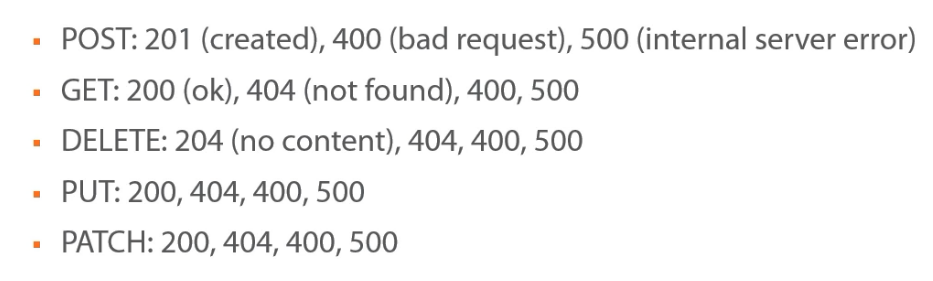 ▪ POST: 201 (created), 400 (bad request), 500 (internal server error)
▪ GET: 200 (ok), 404 (not found), 400, 500
▪ DELETE: 204 (no content), 404, 400, 500
▪ PUT: 200, 404, 400, 500
▪ PATCH: 200, 404, 400, 500